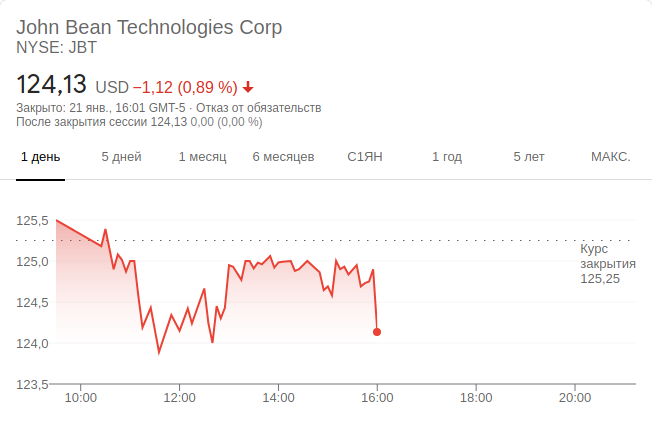 John Bean Technologies Corp
NYSE: JBT
124,13 USD −1,12 (0,89 %)
Закрыто: 21 янв., 16:01 GMT-5 · Отказ от обязательств
После закрытия сессии 124,13 0,00 (0,00 %)
1 день 5 дней 1 месяц 6 месяцев С1ЯН 1 год 5 лет МАКС.
125,5
Курс
закрытия
125,25
125,0
124,5
124,0
123,5
10:00 12:00 14:00 16:00 18:00 20:00